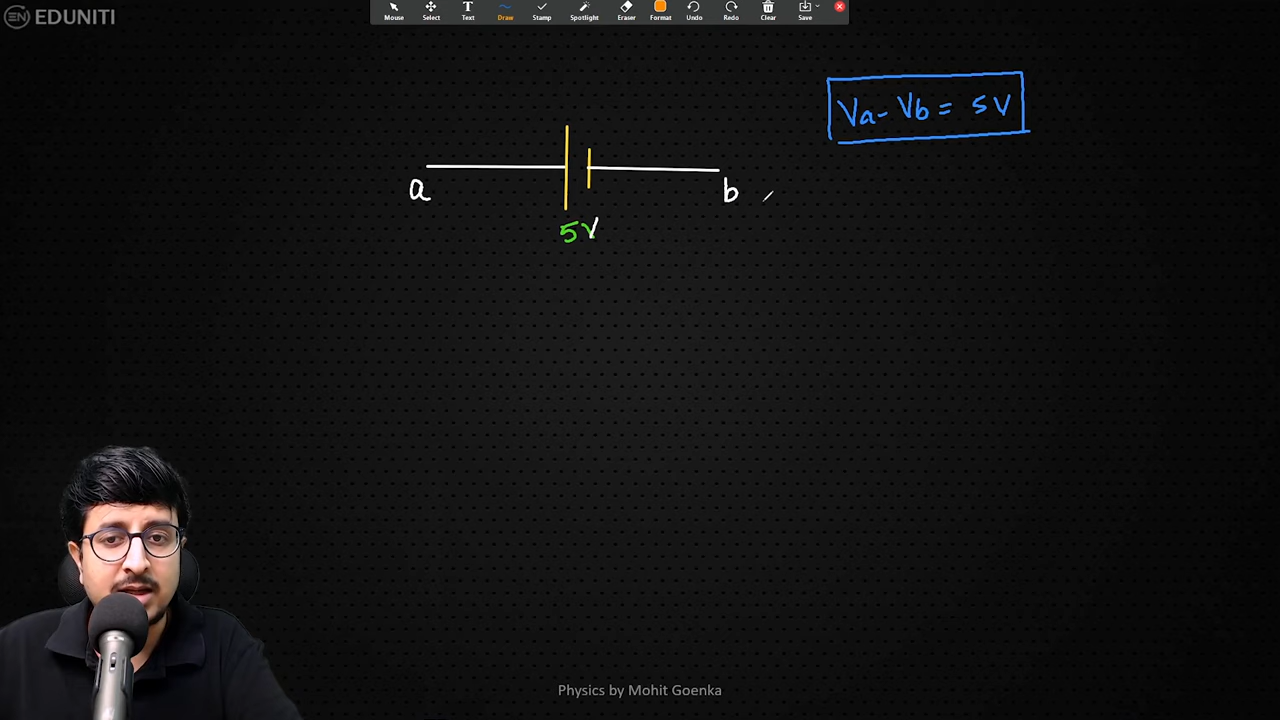 EN EDUNITI
Mouse Select Text Draw Stamp Spotlight Eraser Format Undo Redo Clear Save
Va - Vb = 5V
a b
5V
Physics by Mohit Goenka